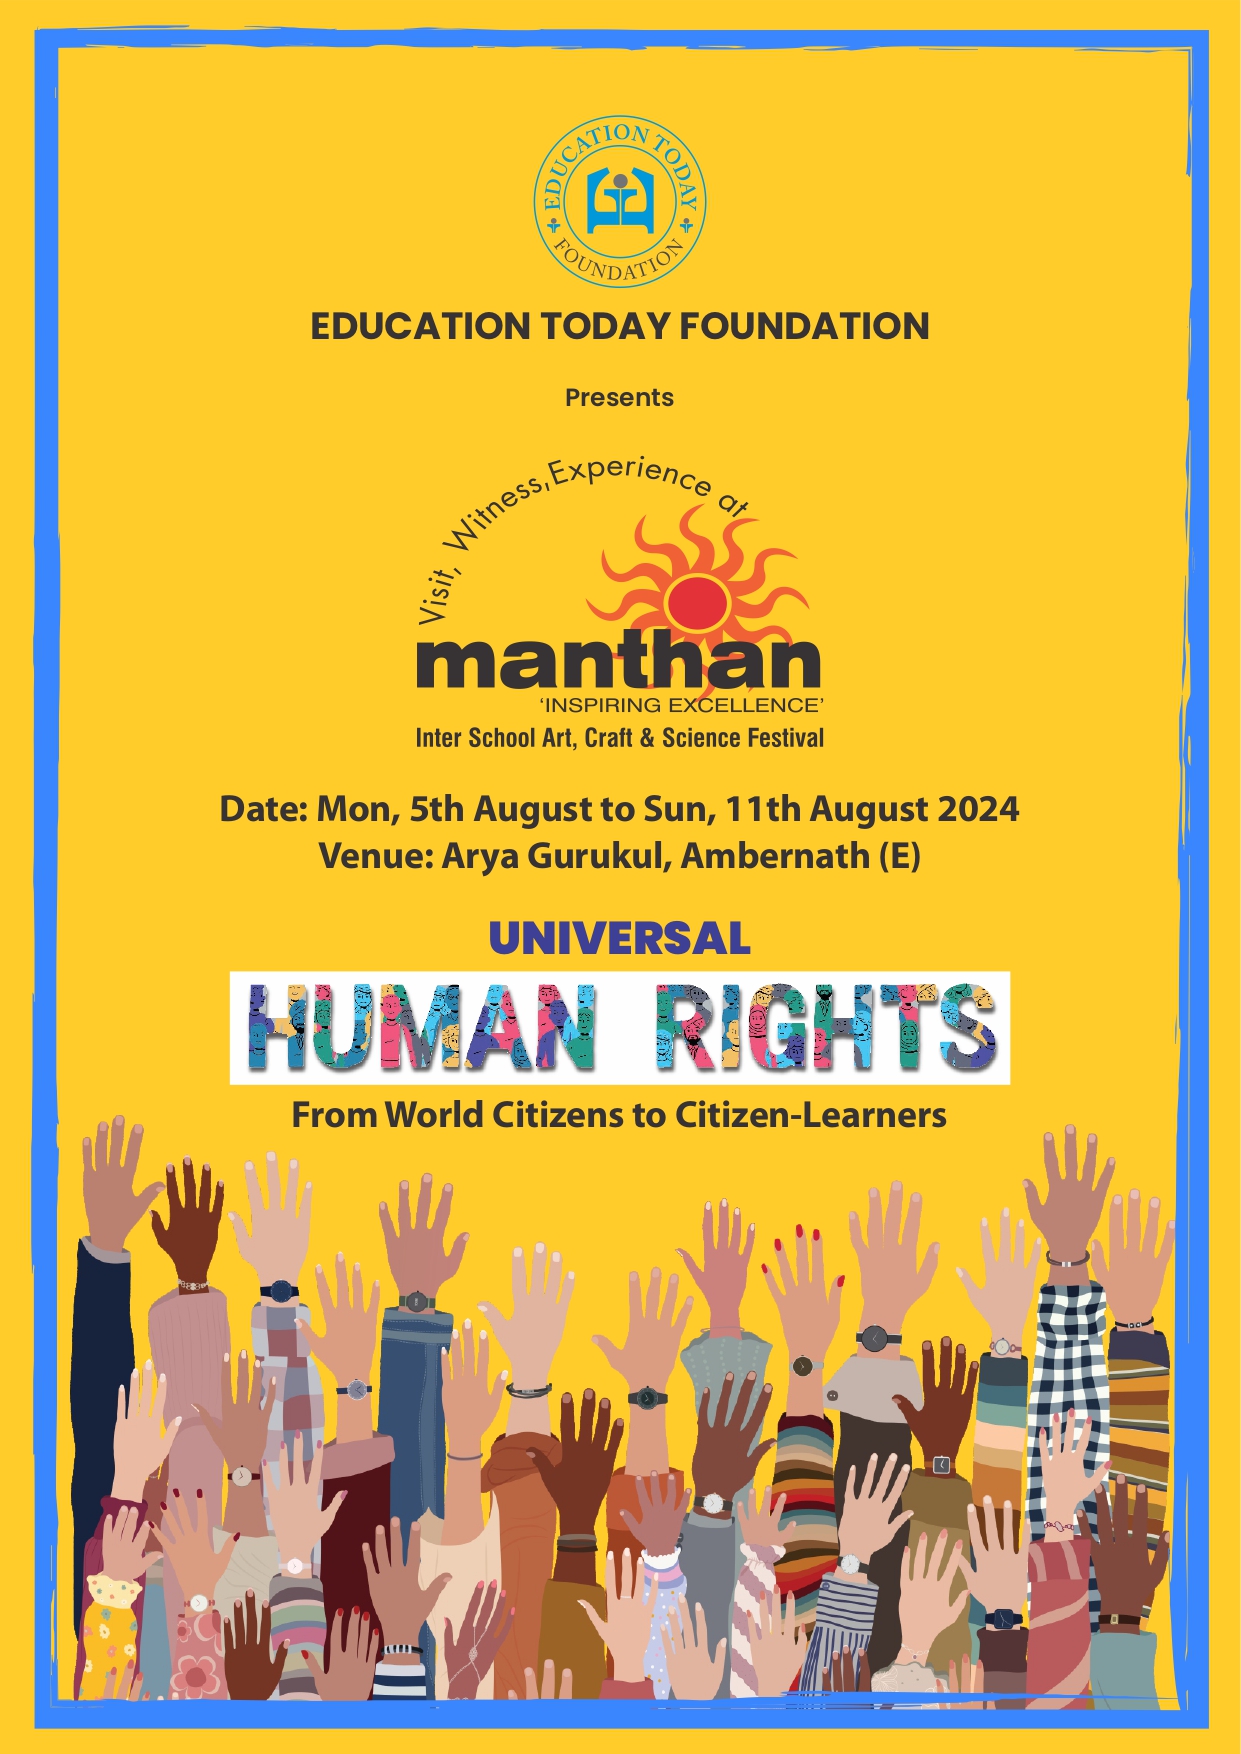 EDUCATION TODAY
FOUNDATION
EDUCATION TODAY FOUNDATION
Presents
Visit, Witness, Experience at
manthan
‘INSPIRING EXCELLENCE’
Inter School Art, Craft & Science Festival
Date: Mon, 5th August to Sun, 11th August 2024
Venue: Arya Gurukul, Ambernath (E)
UNIVERSAL
HUMAN RIGHTS
From World Citizens to Citizen-Learners